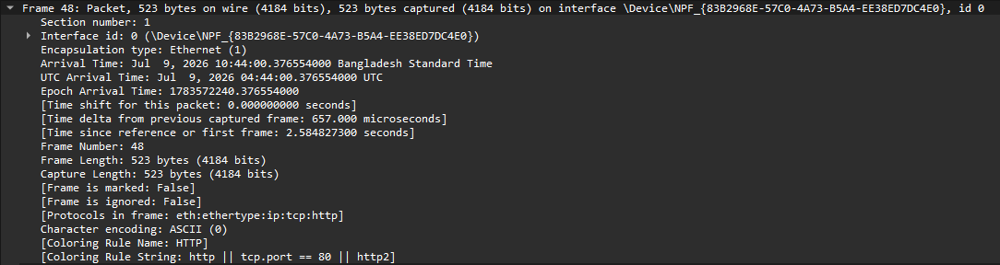 Frame 48: Packet, 523 bytes on wire (4184 bits), 523 bytes captured (4184 bits) on interface \Device\NPF_{83B2968E-57C0-4A73-B5A4-EE38ED7DC4E0}, id 0
Section number: 1
Interface id: 0 (\Device\NPF_{83B2968E-57C0-4A73-B5A4-EE38ED7DC4E0})
Encapsulation type: Ethernet (1)
Arrival Time: Jul  9, 2026 10:44:00.376554000 Bangladesh Standard Time
UTC Arrival Time: Jul  9, 2026 04:44:00.376554000 UTC
Epoch Arrival Time: 1783572240.376554000
[Time shift for this packet: 0.000000000 seconds]
[Time delta from previous captured frame: 657.000 microseconds]
[Time since reference or first frame: 2.584827300 seconds]
Frame Number: 48
Frame Length: 523 bytes (4184 bits)
Capture Length: 523 bytes (4184 bits)
[Frame is marked: False]
[Frame is ignored: False]
[Protocols in frame: eth:ethertype:ip:tcp:http]
Character encoding: ASCII (0)
[Coloring Rule Name: HTTP]
[Coloring Rule String: http || tcp.port == 80 || http2]